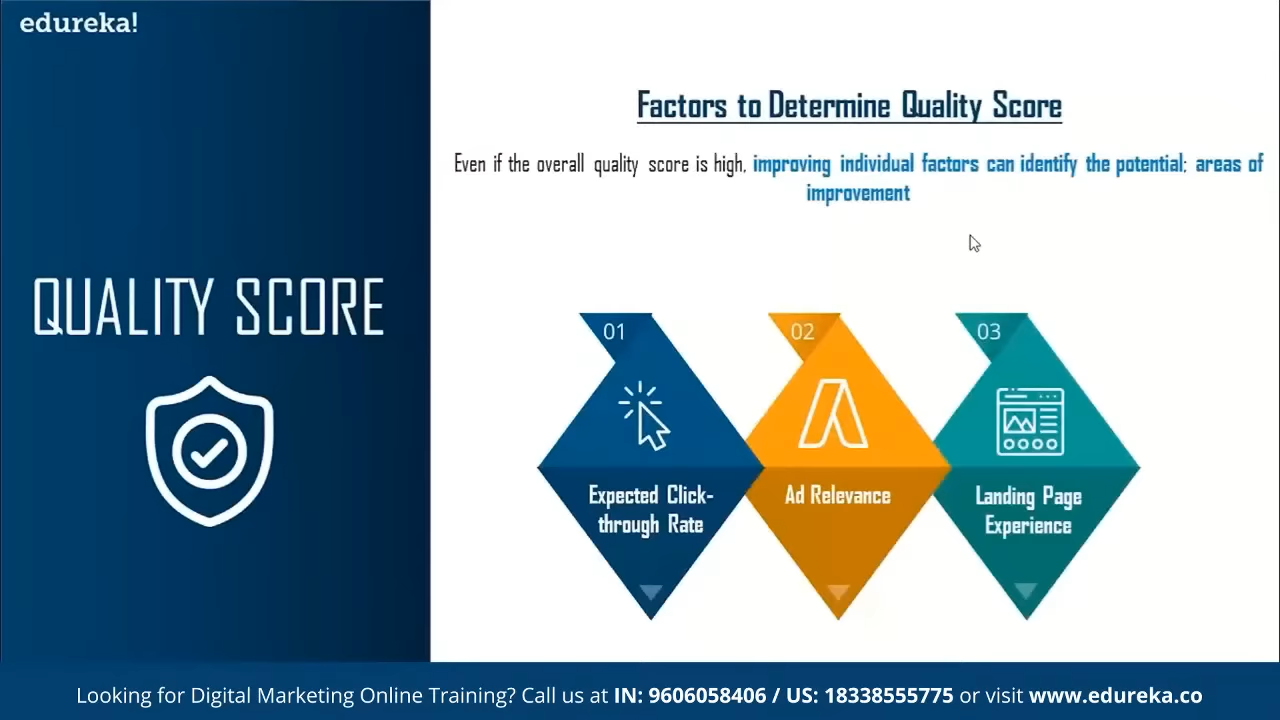 edureka!
QUALITY SCORE
Factors to Determine Quality Score
Even if the overall quality score is high, improving individual factors can identify the potential; areas of
improvement
01
Expected Click-
through Rate
02
Ad Relevance
03
Landing Page
Experience
Looking for Digital Marketing Online Training? Call us at IN: 9606058406 / US: 18338555775 or visit www.edureka.co